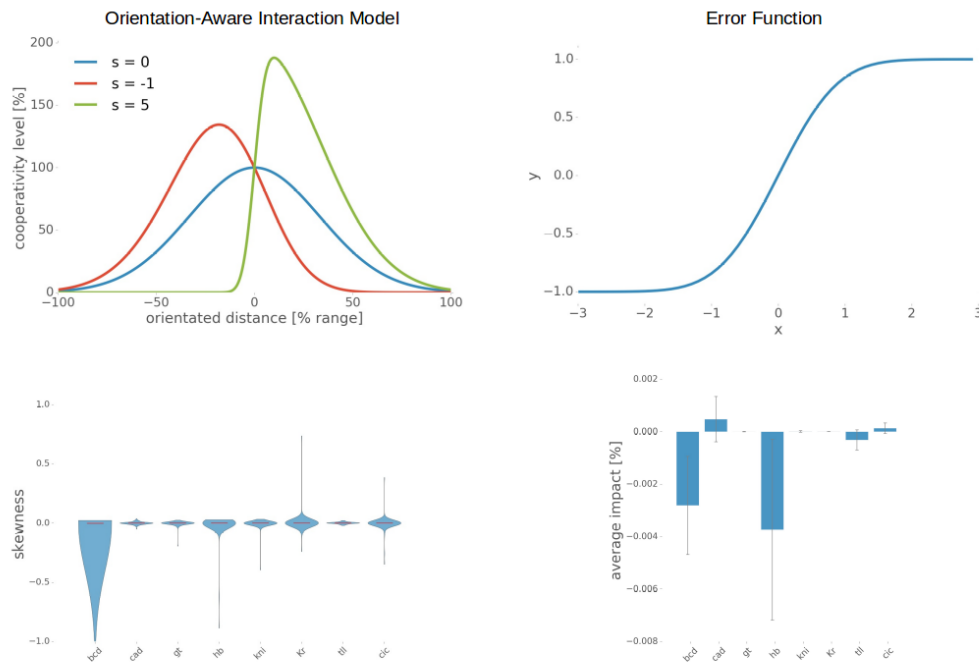 Orientation-Aware Interaction Model
200
150
100
50
0
cooperativity level [%]
s = 0
s = -1
s = 5
−100
−50
0
50
100
orientated distance [% range]
Error Function
1.0
0.5
0.0
−0.5
−1.0
y
−3
−2
−1
0
1
2
3
x
1.0
0.5
0.0
−0.5
−1.0
skewness
bcd
cad
gt
hb
kni
Kr
tll
cic
0.002
0.000
−0.002
−0.004
−0.006
−0.008
average impact [%]
bcd
cad
gt
hb
kni
Kr
tll
cic